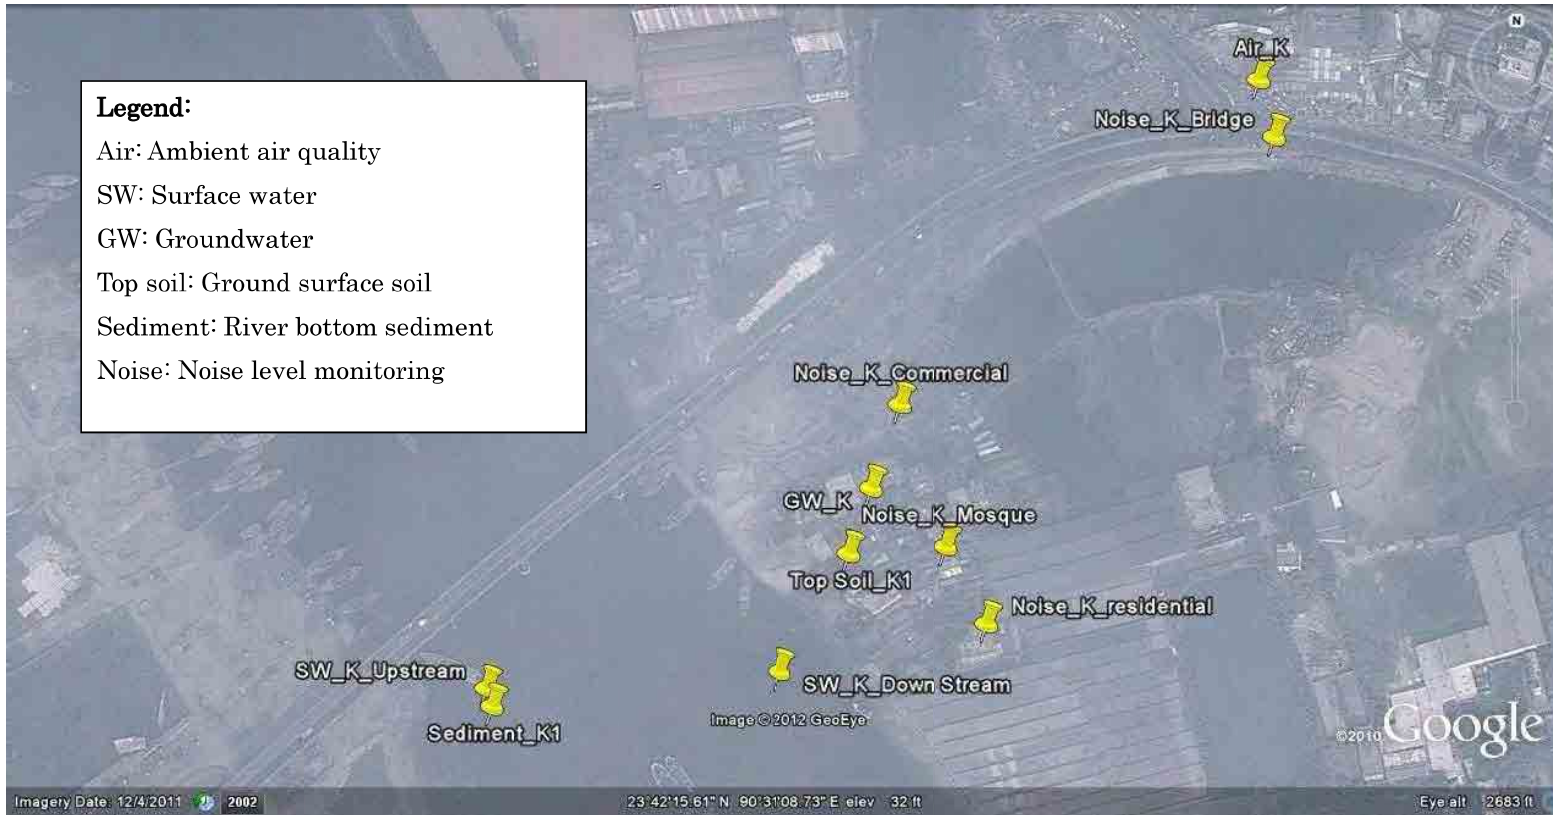 N
Air_K
Noise_K_Bridge
Legend:
Air: Ambient air quality
SW: Surface water
GW: Groundwater
Top soil: Ground surface soil
Sediment: River bottom sediment
Noise: Noise level monitoring
Noise_K_Commercial
GW_K
Noise_K_Mosque
Top Soil_K1
Noise_K_residential
SW_K_Upstream
SW_K_Down Stream
Sediment_K1
Image © 2012 GeoEye
©2010 Google
Imagery Date: 12/4/2011 2002 23°42'15.61" N 90°31'08.73" E elev 32 ft Eye alt 2683 ft